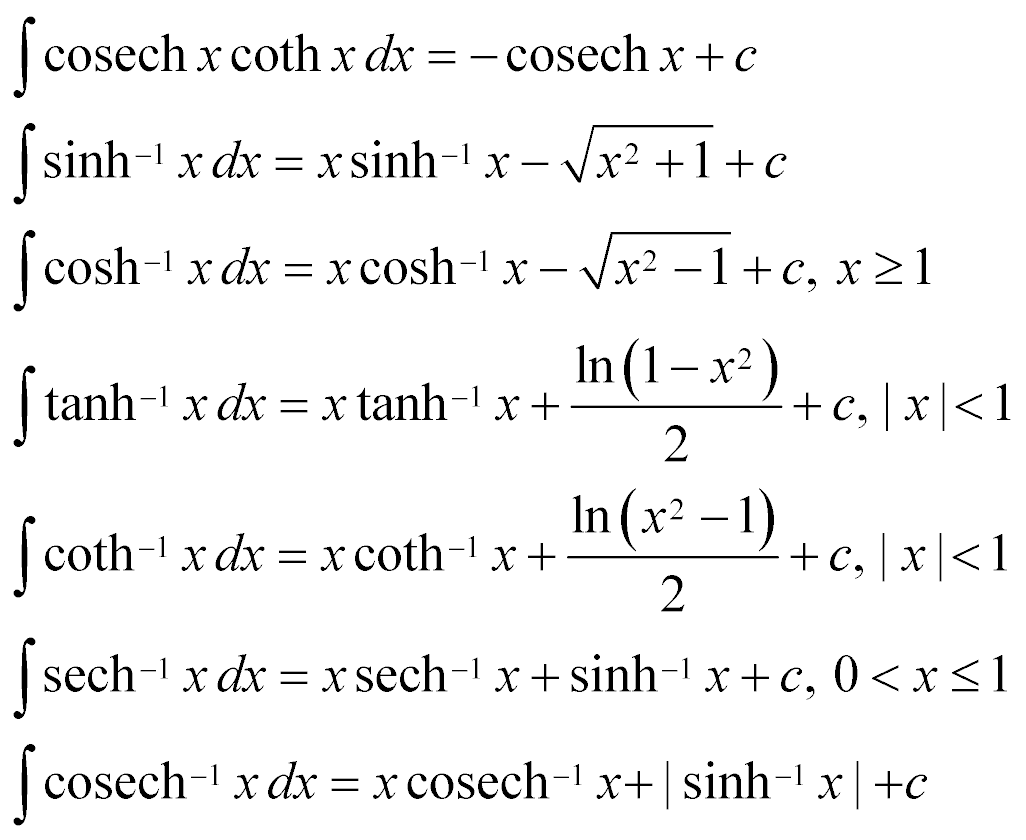 ∫ cosech x coth x dx = − cosech x + c
∫ sinh⁻¹ x dx = x sinh⁻¹ x − √(x² + 1) + c
∫ cosh⁻¹ x dx = x cosh⁻¹ x − √(x² − 1) + c, x ≥ 1
∫ tanh⁻¹ x dx = x tanh⁻¹ x + ln(1 − x²)/2 + c, | x |< 1
∫ coth⁻¹ x dx = x coth⁻¹ x + ln(x² − 1)/2 + c, | x |< 1
∫ sech⁻¹ x dx = x sech⁻¹ x + sinh⁻¹ x + c, 0 < x ≤ 1
∫ cosech⁻¹ x dx = x cosech⁻¹ x+ | sinh⁻¹ x | +c